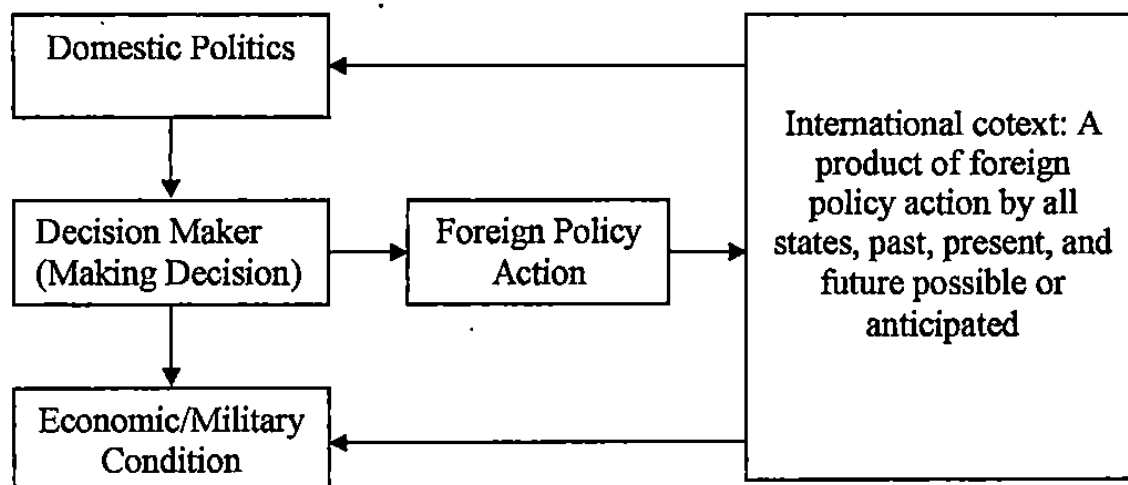 Domestic Politics
Decision Maker
(Making Decision)
Foreign Policy
Action
Economic/Military
Condition
International cotext: A
product of foreign
policy action by all
states, past, present, and
future possible or
anticipated